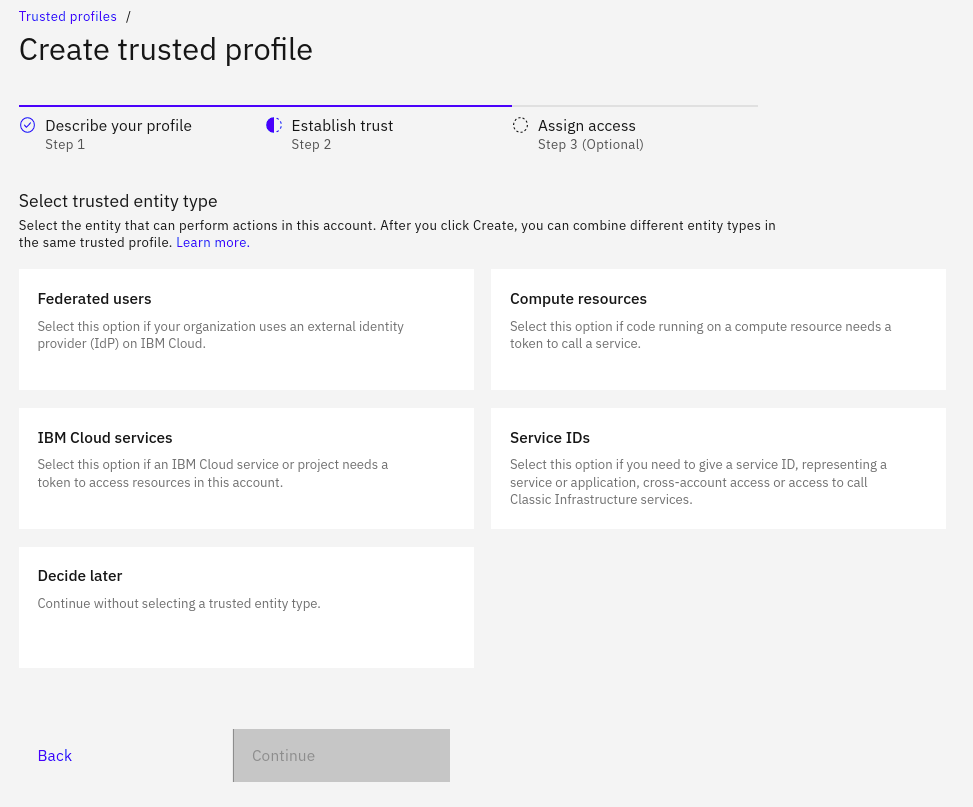 Trusted profiles /
Create trusted profile
Describe your profile
Step 1
Establish trust
Step 2
Assign access
Step 3 (Optional)
Select trusted entity type
Select the entity that can perform actions in this account. After you click Create, you can combine different entity types in
the same trusted profile. Learn more.
Federated users
Select this option if your organization uses an external identity
provider (IdP) on IBM Cloud.
Compute resources
Select this option if code running on a compute resource needs a
token to call a service.
IBM Cloud services
Select this option if an IBM Cloud service or project needs a
token to access resources in this account.
Service IDs
Select this option if you need to give a service ID, representing a
service or application, cross-account access or access to call
Classic Infrastructure services.
Decide later
Continue without selecting a trusted entity type.
Back
Continue